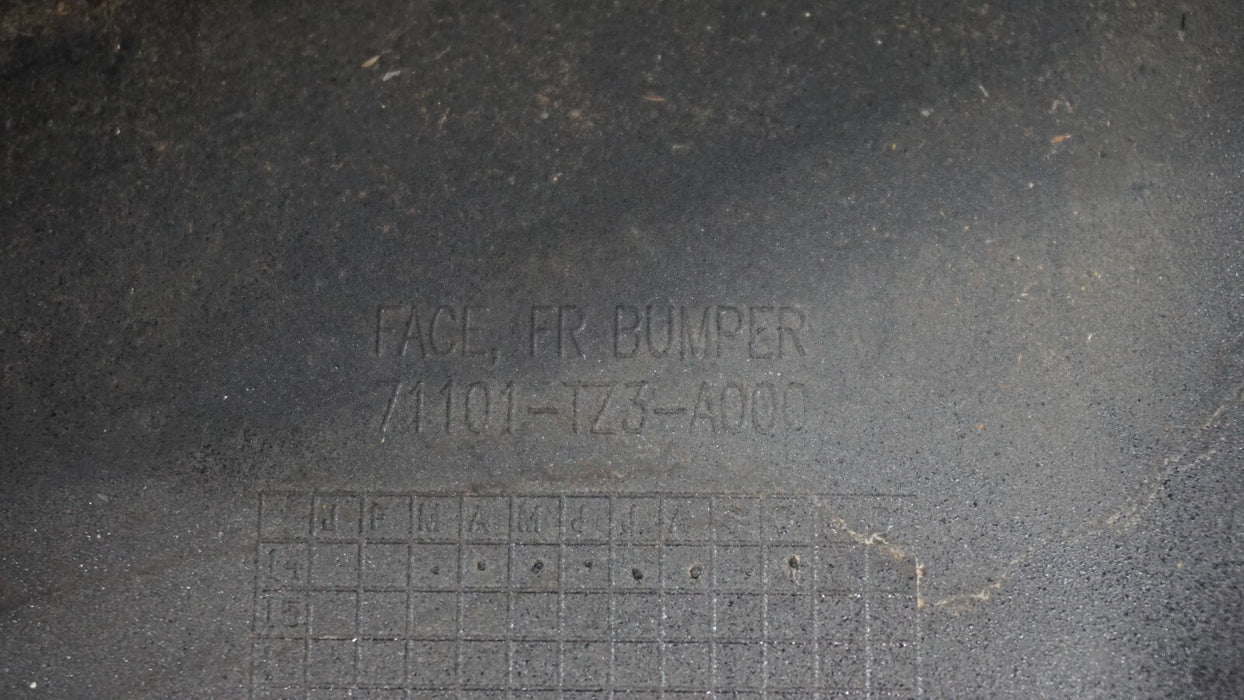 FACE, FR BUMPER
71101-TZ3-A000
J F M A M J J A S
14
15